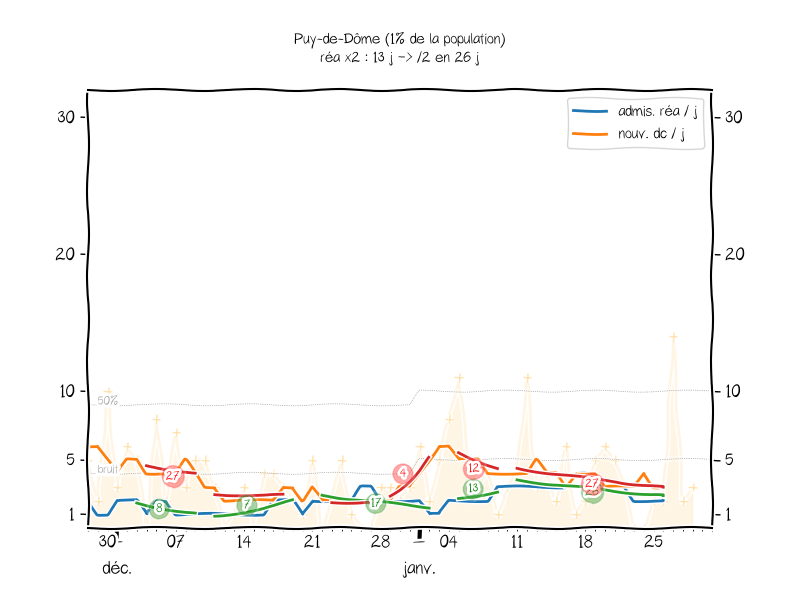 Puy-de-Dôme (1% de la population)
réa x2 : 13 j -> /2 en 26 j
admis. réa / j
nouv. dc / j
30 30
20 20
10 10
50%
5 5
bruit
1 1
27 8 7 17 4 12 13 27
30 07 14 21 28 04 11 18 25
déc. janv.